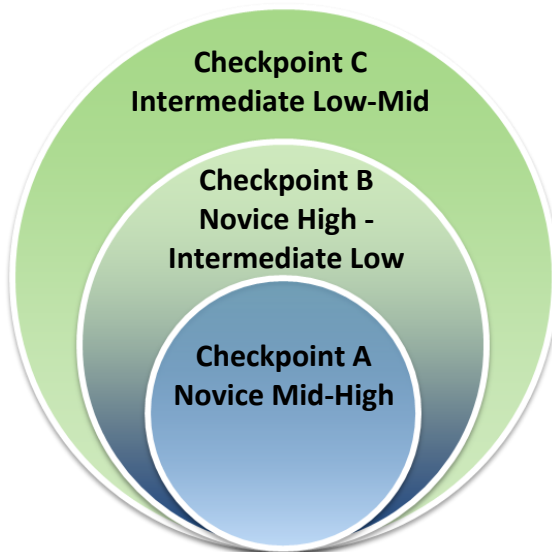 Checkpoint C
Intermediate Low-Mid
Checkpoint B
Novice High -
Intermediate Low
Checkpoint A
Novice Mid-High